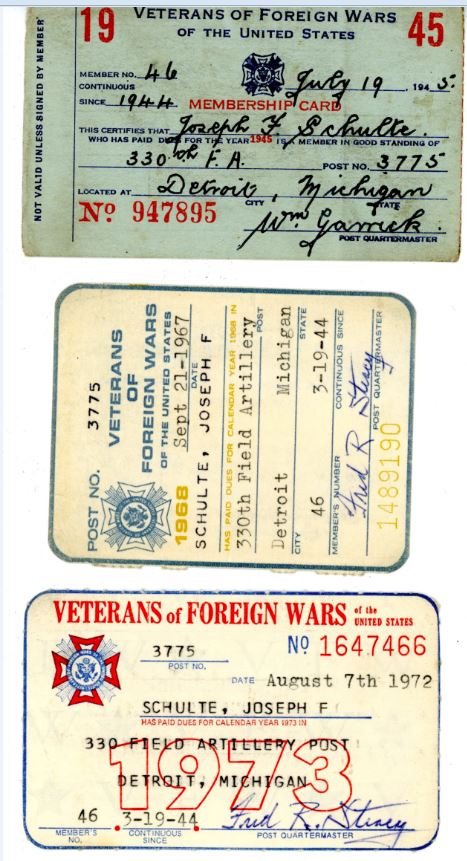 19 VETERANS OF FOREIGN WARS 45
OF THE UNITED STATES
NOT VALID UNLESS SIGNED BY MEMBER
MEMBER NO. 46 July 19, 1945.
CONTINUOUS
SINCE 1944 MEMBERSHIP CARD
THIS CERTIFIES THAT Joseph F Schulte.
WHO HAS PAID DUES FOR THE YEAR 1945 IS A MEMBER IN GOOD STANDING OF
330th F.A. POST NO. 3775
LOCATED AT Detroit, Michigan
CITY STATE
No 947895 Wm Garrick.
POST QUARTERMASTER
POST NO. 3775
VETERANS
OF
FOREIGN WARS
OF THE UNITED STATES
1968 Sept 21-1967
DATE
SCHULTE, JOSEPH F
HAS PAID DUES FOR CALENDAR YEAR 1968 IN
330th Field Artillery
POST
Detroit Michigan
CITY STATE
46 3-19-44
MEMBER'S NUMBER CONTINUOUS SINCE
Fred R Stacey
POST QUARTERMASTER
1489190
VETERANS of FOREIGN WARS of the
UNITED STATES
3775 No 1647466
POST NO.
DATE August 7th 1972
SCHULTE, JOSEPH F
HAS PAID DUES FOR CALENDAR YEAR 1973 IN
330 FIELD ARTILLERY POST
1973
DETROIT, MICHIGAN
46 3-19-44 Fred R. Stacey
MEMBER'S NO. CONTINUOUS SINCE POST QUARTERMASTER